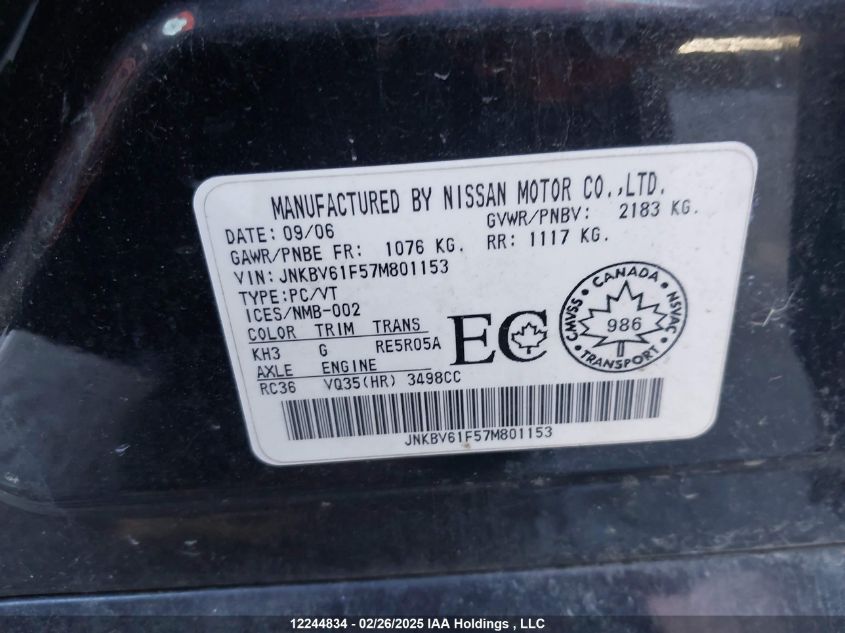 MANUFACTURED BY NISSAN MOTOR CO.,LTD.
DATE: 09/06 GVWR/PNBV: 2183 KG.
GAWR/PNBE FR: 1076 KG. RR: 1117 KG.
VIN: JNKBV61F57M801153
TYPE:PC/VT
ICES/NMB-002
COLOR TRIM TRANS
KH3 G RE5R05A
AXLE ENGINE
RC36 VQ35(HR) 3498CC
EC
CANADA
CMVSS 986 NSVAC
TRANSPORT
JNKBV61F57M801153
12244834 - 02/26/2025 IAA Holdings , LLC